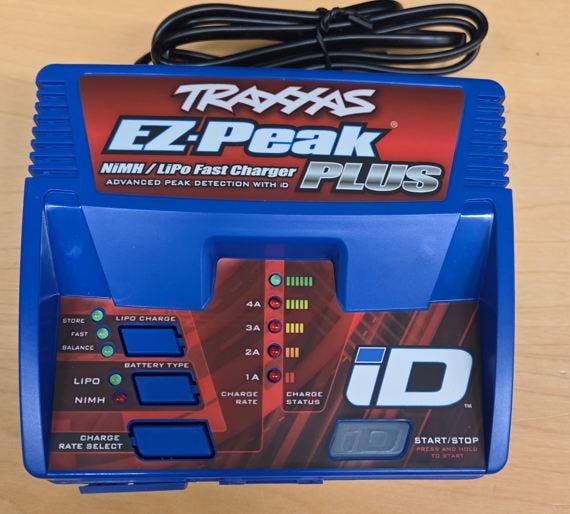 TRAXXAS
EZ-Peak®
PLUS
NiMH / LiPo Fast Charger
ADVANCED PEAK DETECTION WITH iD
STORE
FAST
BALANCE
LIPO CHARGE
BATTERY TYPE
LIPO
NIMH
CHARGE
RATE SELECT
4A
3A
2A
1A
CHARGE
RATE
CHARGE
STATUS
iD™
iD
START/STOP
PRESS AND HOLD
TO START